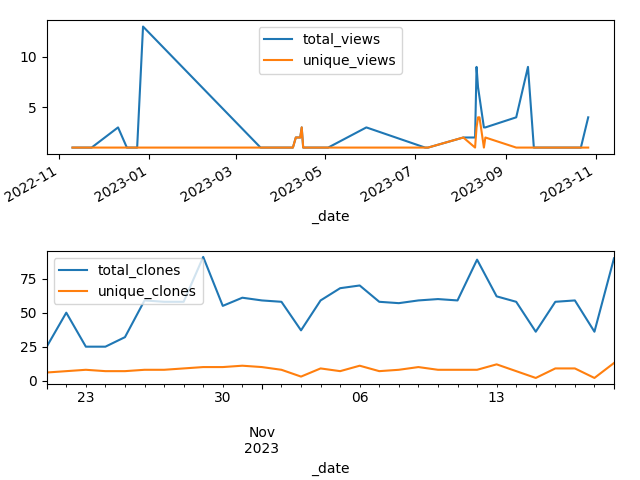 total_views
unique_views
10
5
2022-11
2023-01
2023-03
2023-05
2023-07
2023-09
2023-11
_date
total_clones
unique_clones
75
50
25
0
23
30
06
13
Nov
2023
_date